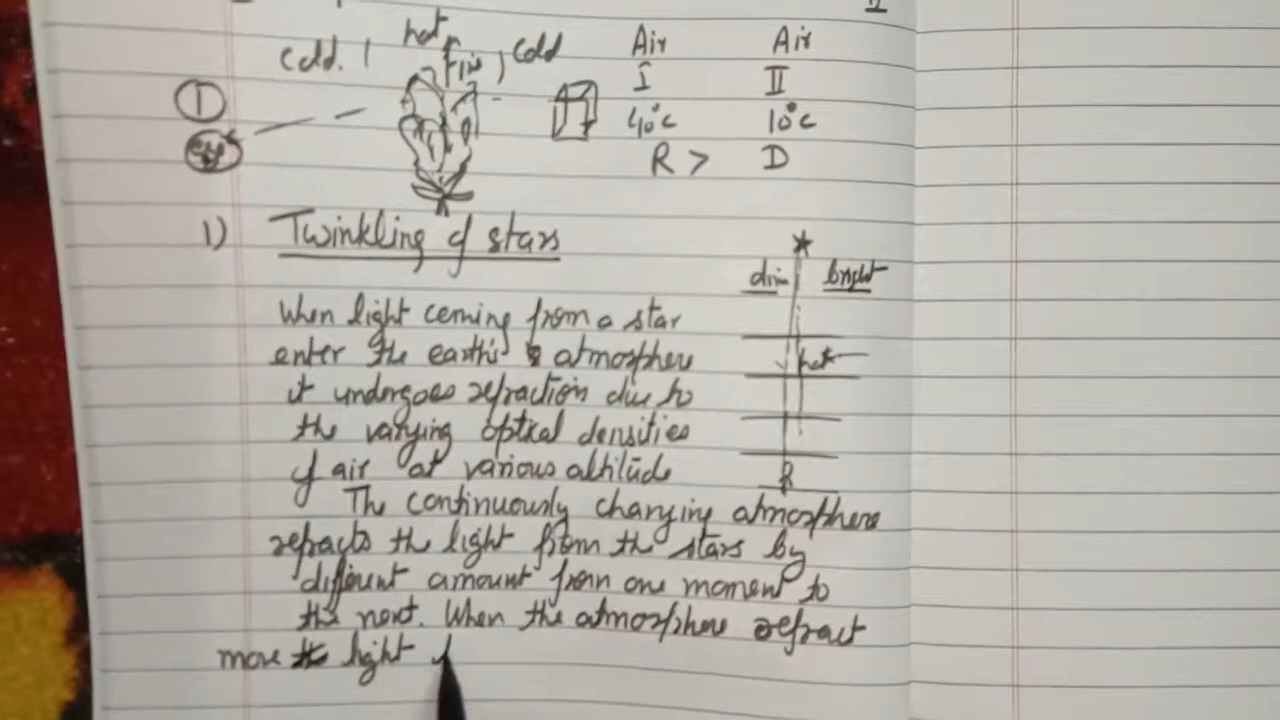 II
cold. hot Fire cold Air Air
I II
I 40°c 10°c
eye R > D
1) Twinkling of stars
dim bright
When light coming from a star
enter the earth's atmosphere
hot
it undergoes refraction due to
the varying optical densities
of air at various altitude
The continuously changing atmosphere
refracts the light from the stars by
different amount from one moment to
the next. When the atmosphere refract
more light